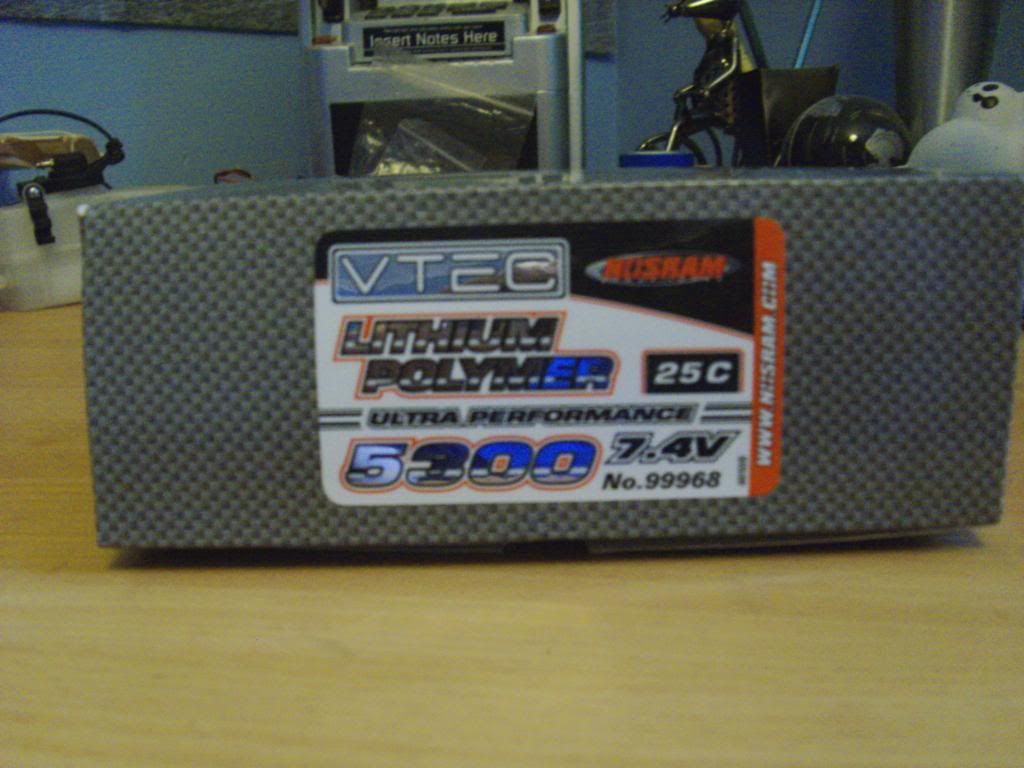 Insert Notes Here
VTEC
NOSRAM
LITHIUM
POLYMER
25C
ULTRA PERFORMANCE
5300
7.4V
No.99968
WWW.NOSRAM.COM